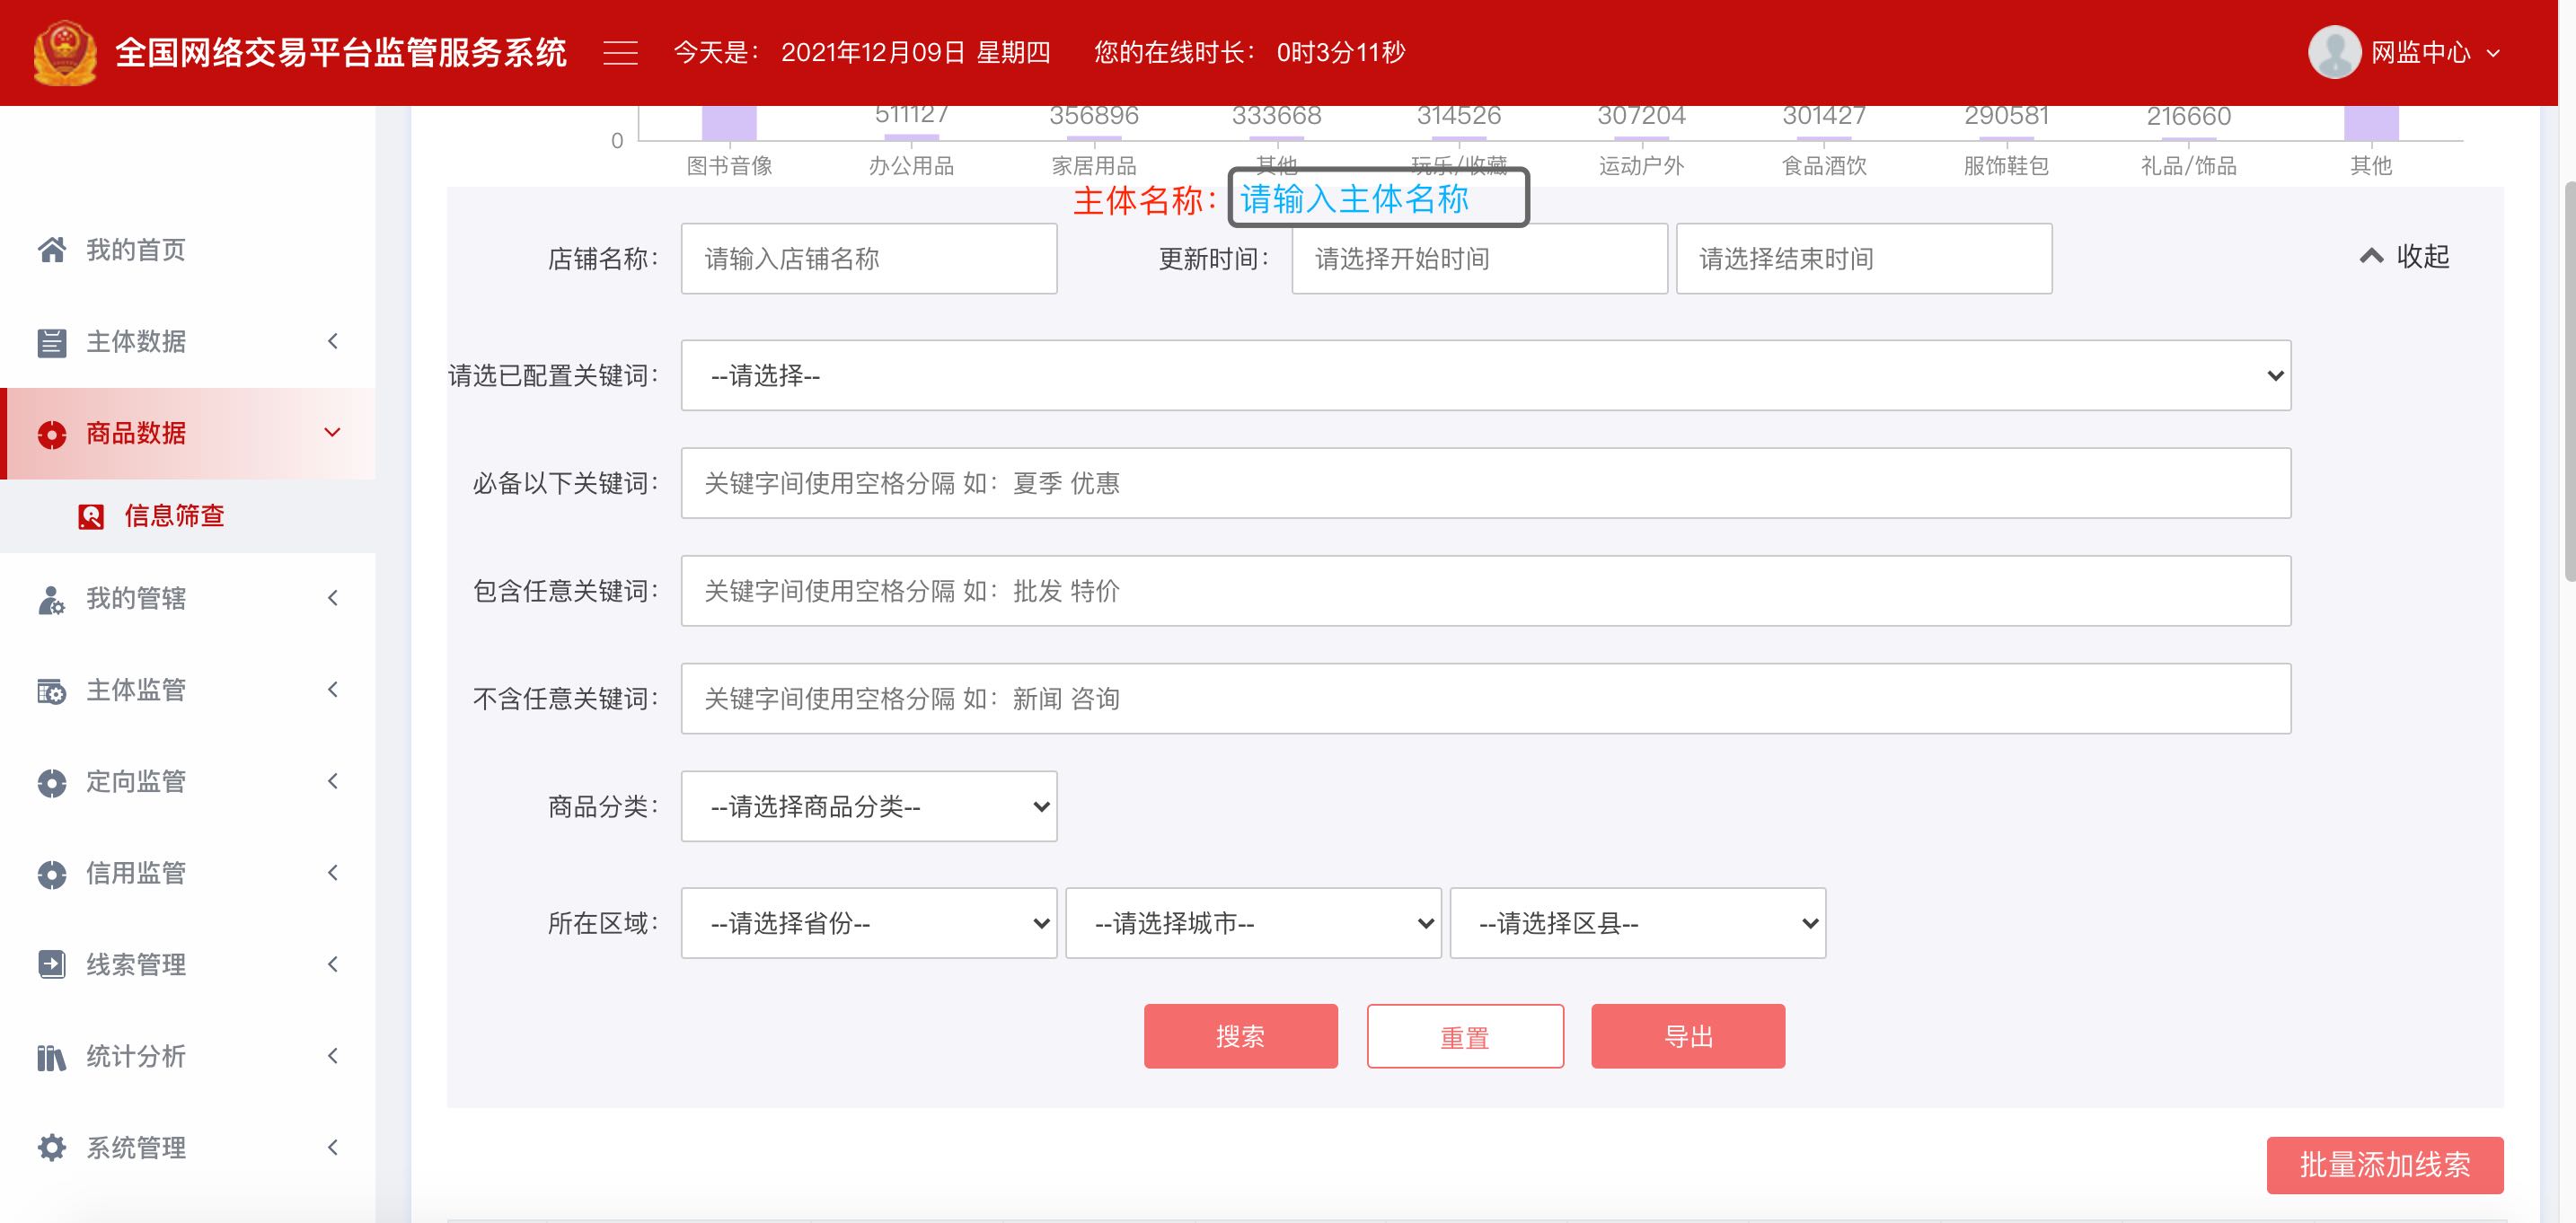 全国网络交易平台监管服务系统 今天是： 2021年12月09日 星期四 您的在线时长： 0时3分11秒 网监中心
我的首页
主体数据
商品数据
信息筛查
我的管辖
主体监管
定向监管
信用监管
线索管理
统计分析
系统管理
511127 356896 333668 314526 307204 301427 290581 216660
0
图书音像 办公用品 家居用品 其他 玩乐/收藏 运动户外 食品酒饮 服饰鞋包 礼品/饰品 其他
主体名称： 请输入主体名称
店铺名称： 请输入店铺名称 更新时间： 请选择开始时间 请选择结束时间 收起
请选已配置关键词： --请选择--
必备以下关键词： 关键字间使用空格分隔 如：夏季 优惠
包含任意关键词： 关键字间使用空格分隔 如：批发 特价
不含任意关键词： 关键字间使用空格分隔 如：新闻 咨询
商品分类： --请选择商品分类--
所在区域： --请选择省份-- --请选择城市-- --请选择区县--
搜索 重置 导出
批量添加线索